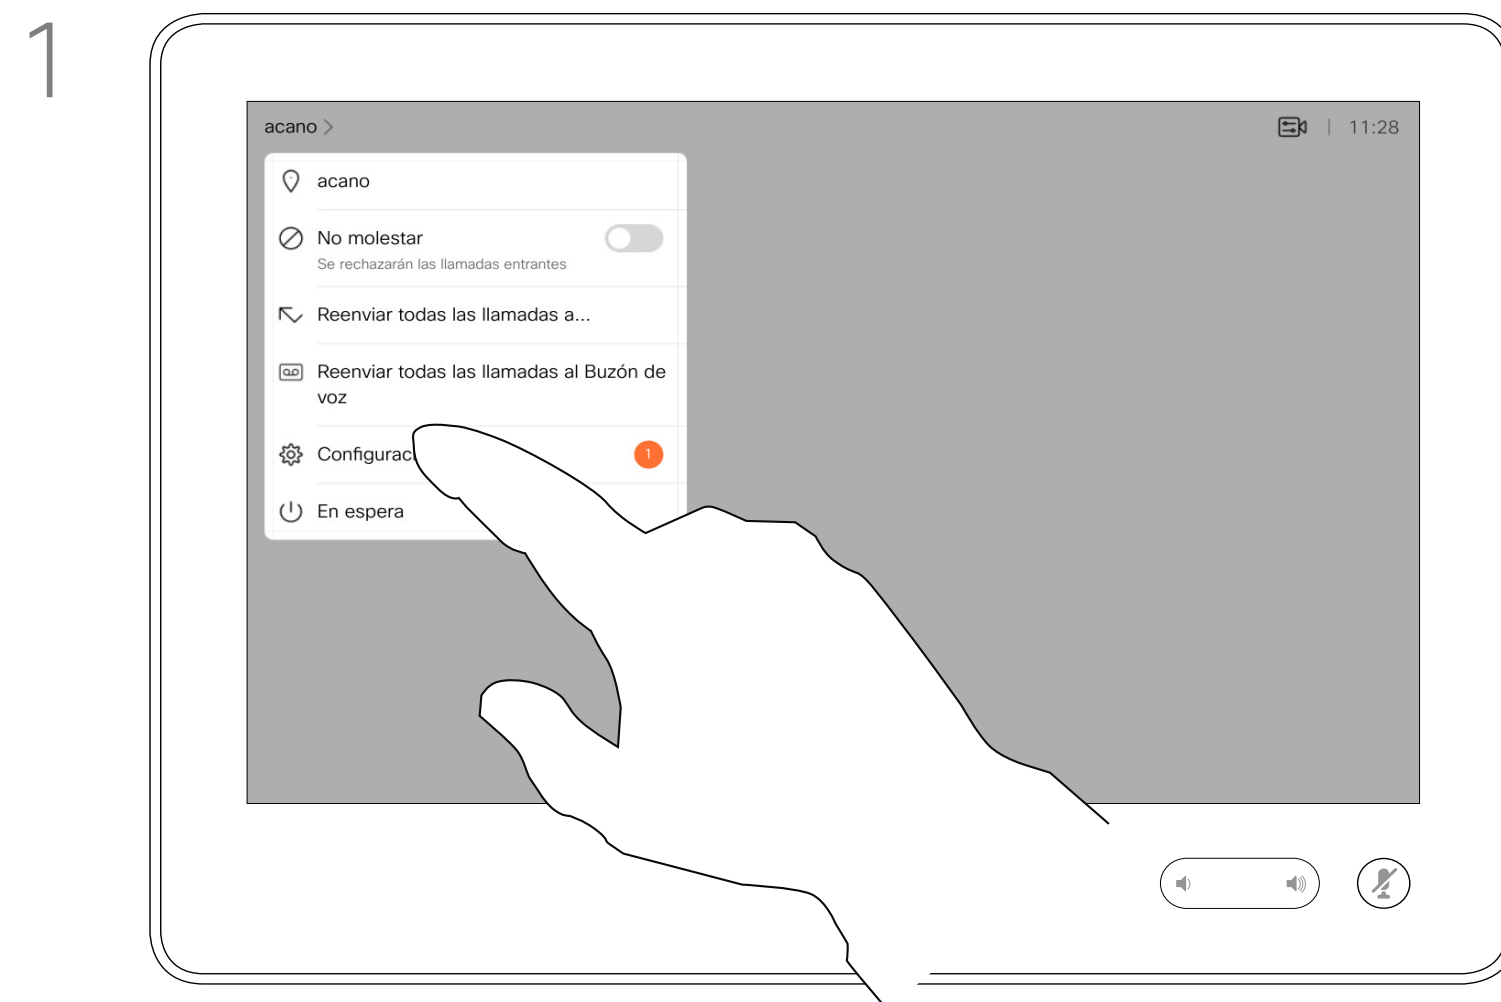 1
acano >
11:28
acano
No molestar
Se rechazarán las llamadas entrantes
Reenviar todas las llamadas a...
Reenviar todas las llamadas al Buzón de
voz
Configurac
1
En espera